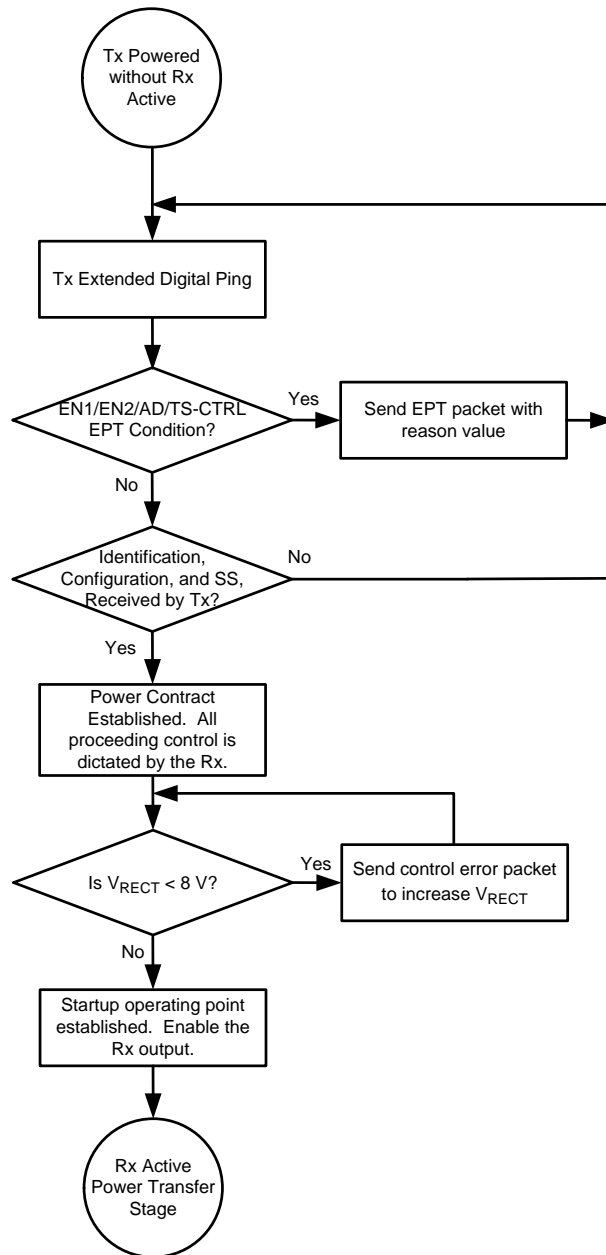 Tx Powered
without Rx
Active
Tx Extended Digital Ping
EN1/EN2/AD/TS-CTRL
EPT Condition?
Yes
Send EPT packet with
reason value
No
Identification,
Configuration, and SS,
Received by Tx?
No
Yes
Power Contract
Established. All
proceeding control is
dictated by the Rx.
Is VRECT < 8 V?
Yes
Send control error packet
to increase VRECT
No
Startup operating point
established. Enable the
Rx output.
Rx Active
Power Transfer
Stage